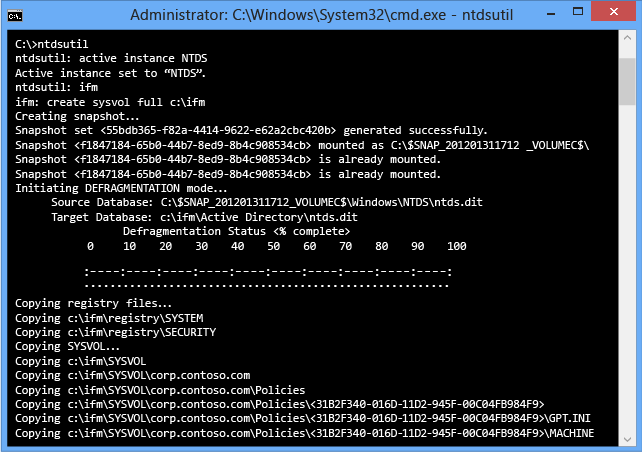 Administrator: C:\Windows\System32\cmd.exe - ntdsutil
C:\>ntdsutil
ntdsutil: active instance NTDS
Active instance set to “NTDS”.
ntdsutil: ifm
ifm: create sysvol full c:\ifm
Creating snapshot...
Snapshot set <55bdb365-f82a-4414-9622-e62a2cbc420b> generated successfully.
Snapshot <f1847184-65b0-44b7-8ed9-8b4c908534cb> mounted as C:\$SNAP_201201311712 _VOLUMEC$\
Snapshot <f1847184-65b0-44b7-8ed9-8b4c908534cb> is already mounted.
Snapshot <f1847184-65b0-44b7-8ed9-8b4c908534cb> is already mounted.
Initiating DEFRAGMENTATION mode...
Source Database: C:\$SNAP_201201311712_VOLUMEC$\Windows\NTDS\ntds.dit
Target Database: c:\ifm\Active Directory\ntds.dit
Defragmentation Status <% complete>
0 10 20 30 40 50 60 70 80 90 100
:----:----:----:----:----:----:----:----:----:----:
...................................................
Copying registry files...
Copying c:\ifm\registry\SYSTEM
Copying c:\ifm\registry\SECURITY
Copying SYSVOL...
Copying c:\ifm\SYSVOL
Copying c:\ifm\SYSVOL\corp.contoso.com
Copying c:\ifm\SYSVOL\corp.contoso.com\Policies
Copying c:\ifm\SYSVOL\corp.contoso.com\Policies\<31B2F340-016D-11D2-945F-00C04FB984F9>
Copying c:\ifm\SYSVOL\corp.contoso.com\Policies\<31B2F340-016D-11D2-945F-00C04FB984F9>\GPT.INI
Copying c:\ifm\SYSVOL\corp.contoso.com\Policies\<31B2F340-016D-11D2-945F-00C04FB984F9>\MACHINE